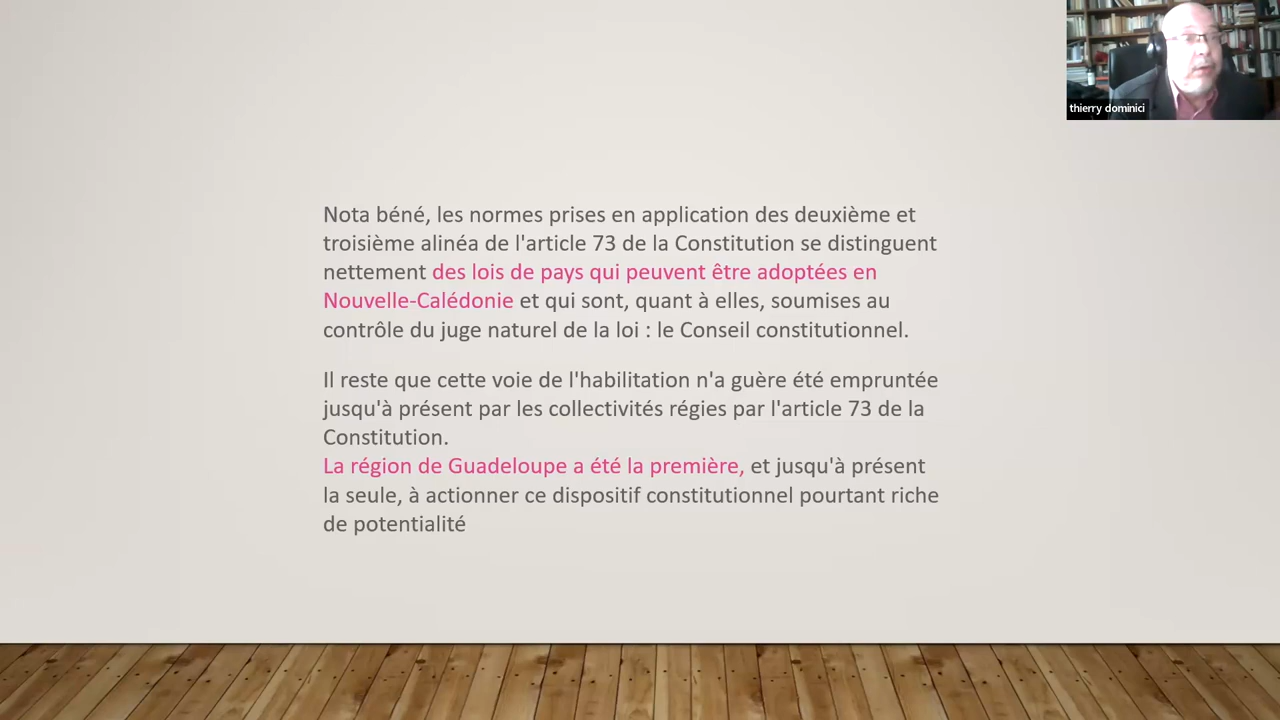 thierry dominici
Nota béné, les normes prises en application des deuxième et
troisième alinéa de l'article 73 de la Constitution se distinguent
nettement des lois de pays qui peuvent être adoptées en
Nouvelle-Calédonie et qui sont, quant à elles, soumises au
contrôle du juge naturel de la loi : le Conseil constitutionnel.
Il reste que cette voie de l'habilitation n'a guère été empruntée
jusqu'à présent par les collectivités régies par l'article 73 de la
Constitution.
La région de Guadeloupe a été la première, et jusqu'à présent
la seule, à actionner ce dispositif constitutionnel pourtant riche
de potentialité